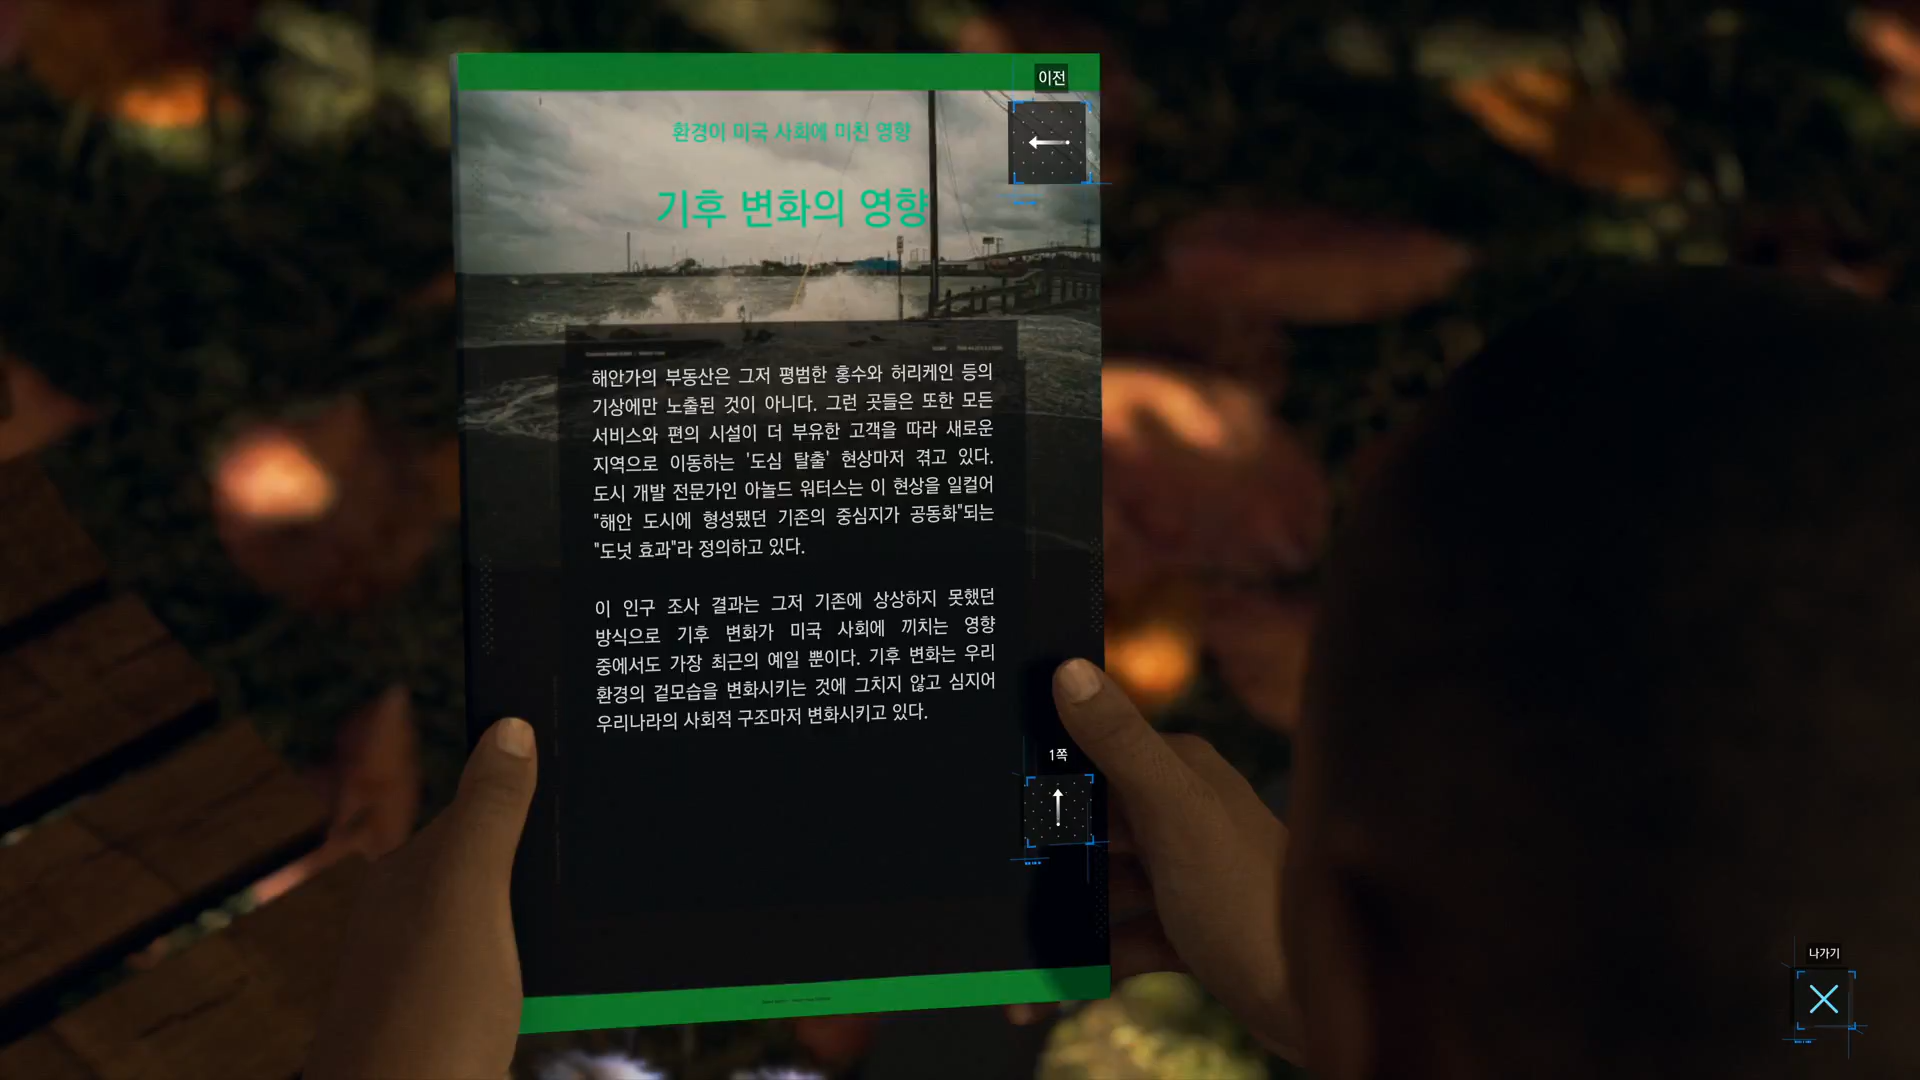 이전
환경이 미국 사회에 미친 영향
기후 변화의 영향
해안가의 부동산은 그저 평범한 홍수와 허리케인 등의
기상에만 노출된 것이 아니다. 그런 곳들은 또한 모든
서비스와 편의 시설이 더 부유한 고객을 따라 새로운
지역으로 이동하는 '도심 탈출' 현상마저 겪고 있다.
도시 개발 전문가인 아놀드 워터스는 이 현상을 일컬어
"해안 도시에 형성됐던 기존의 중심지가 공동화"되는
"도넛 효과"라 정의하고 있다.
이 인구 조사 결과는 그저 기존에 상상하지 못했던
방식으로 기후 변화가 미국 사회에 끼치는 영향
중에서도 가장 최근의 예일 뿐이다. 기후 변화는 우리
환경의 겉모습을 변화시키는 것에 그치지 않고 심지어
우리나라의 사회적 구조마저 변화시키고 있다.
1쪽
나가기